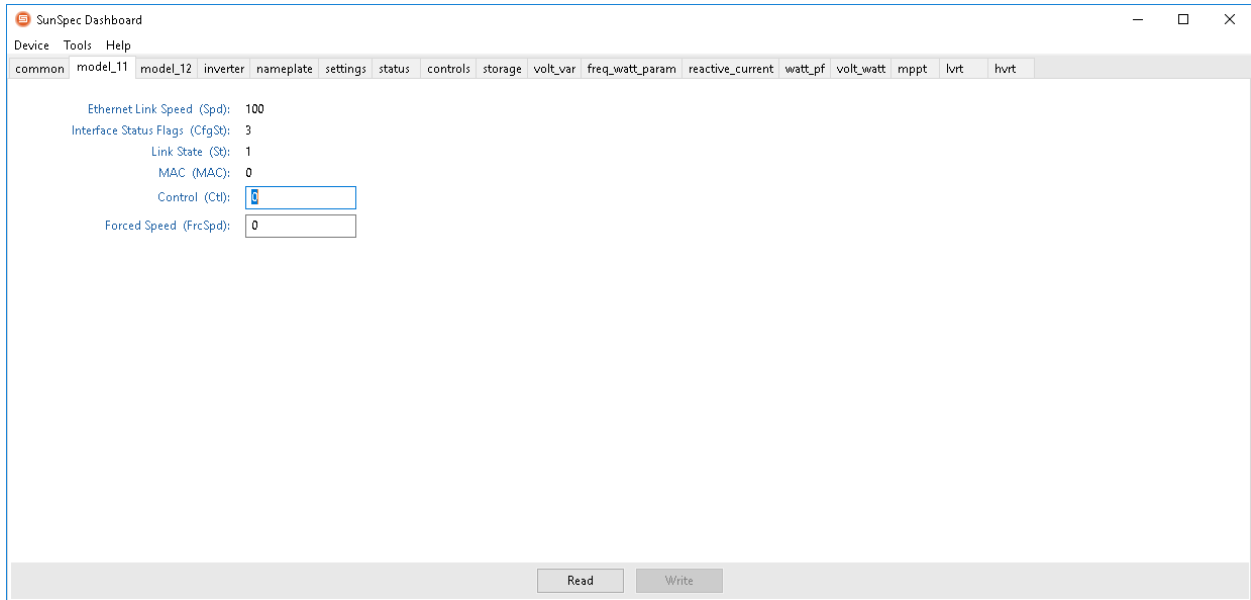 SunSpec Dashboard
Device Tools Help
common model_11 model_12 inverter nameplate settings status controls storage volt_var freq_watt_param reactive_current watt_pf volt_watt mppt lvrt hvrt
Ethernet Link Speed (Spd): 100
Interface Status Flags (CfgSt): 3
Link State (St): 1
MAC (MAC): 0
Control (Ctl): 0
Forced Speed (FrcSpd): 0
Read Write